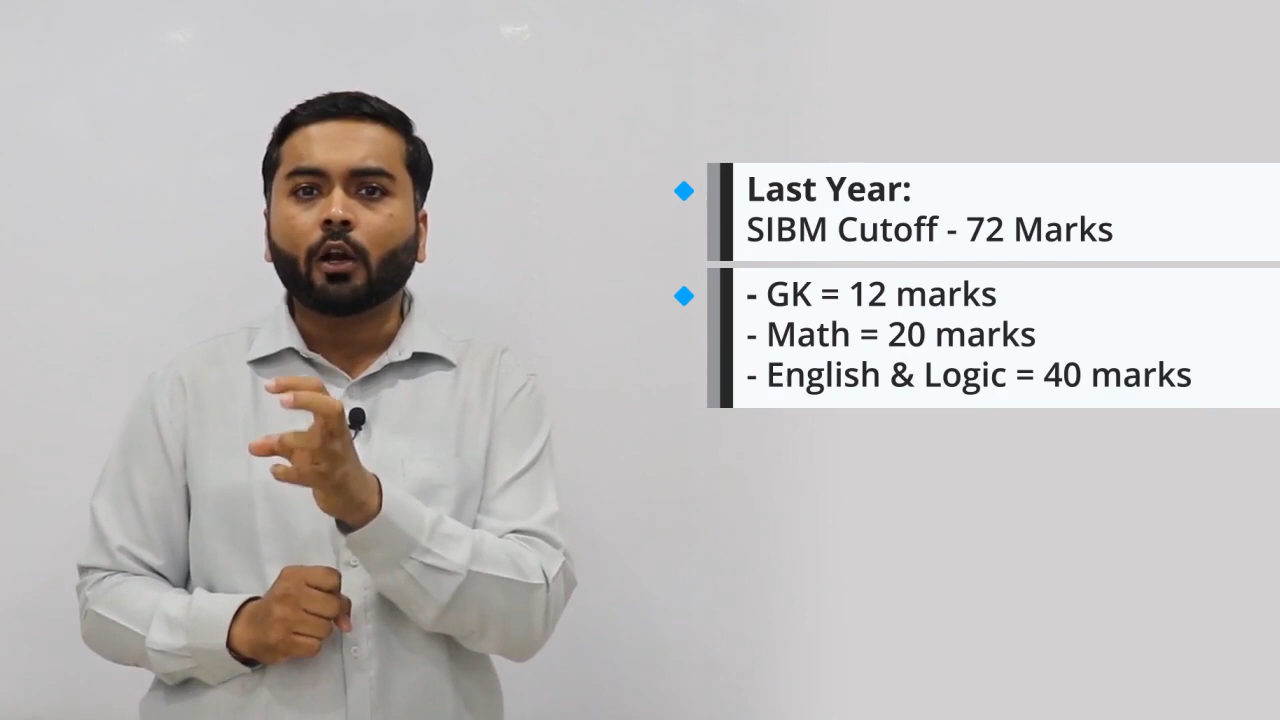 Last Year:
SIBM Cutoff - 72 Marks
- GK = 12 marks
- Math = 20 marks
- English & Logic = 40 marks